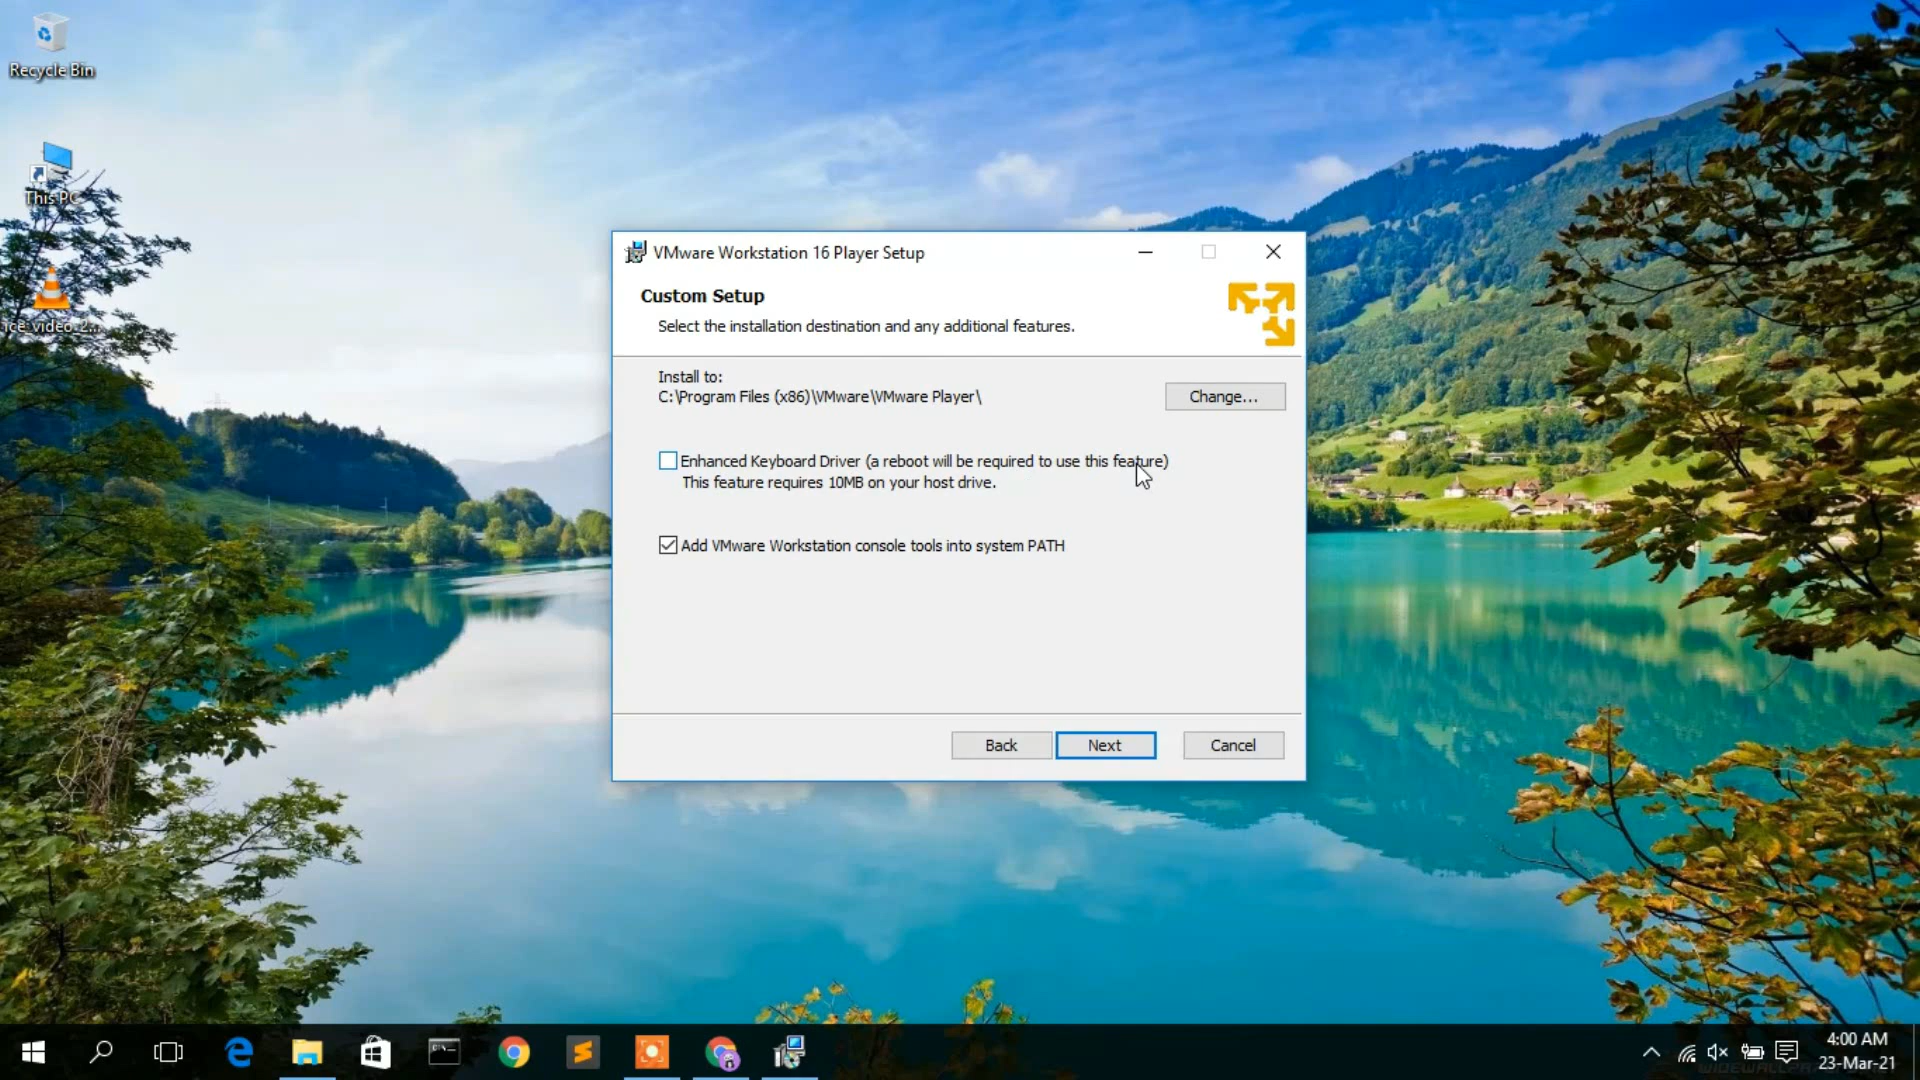 Recycle Bin
This PC
ice_video_2...
VMware Workstation 16 Player Setup
Custom Setup
Select the installation destination and any additional features.
Install to:
C:\Program Files (x86)\VMware\VMware Player\
Change...
Enhanced Keyboard Driver (a reboot will be required to use this feature)
This feature requires 10MB on your host drive.
Add VMware Workstation console tools into system PATH
Back
Next
Cancel
4:00 AM
23-Mar-21